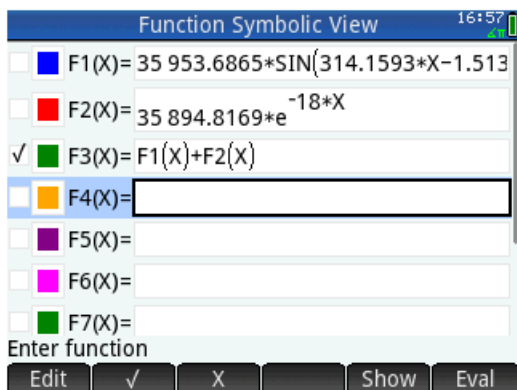 Function Symbolic View 16:57
∡π
F1(X)= 35 953.6865*SIN(314.1593*X−1.513
F2(X)= 35 894.8169*e^-18*X
√ F3(X)= F1(X)+F2(X)
F4(X)=
F5(X)=
F6(X)=
F7(X)=
Enter function
Edit √ X Show Eval